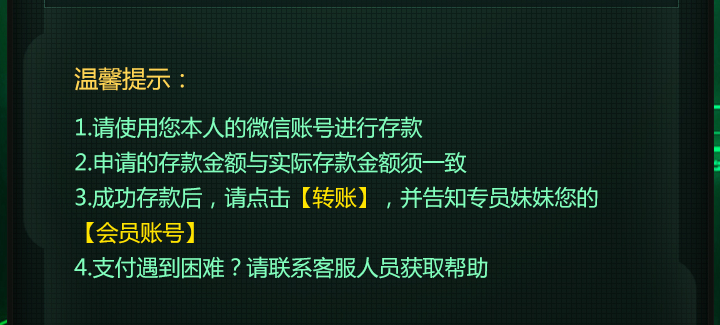 温馨提示：
1.请使用您本人的微信账号进行存款
2.申请的存款金额与实际存款金额须一致
3.成功存款后，请点击【转账】，并告知专员妹妹您的
【会员账号】
4.支付遇到困难？请联系客服人员获取帮助